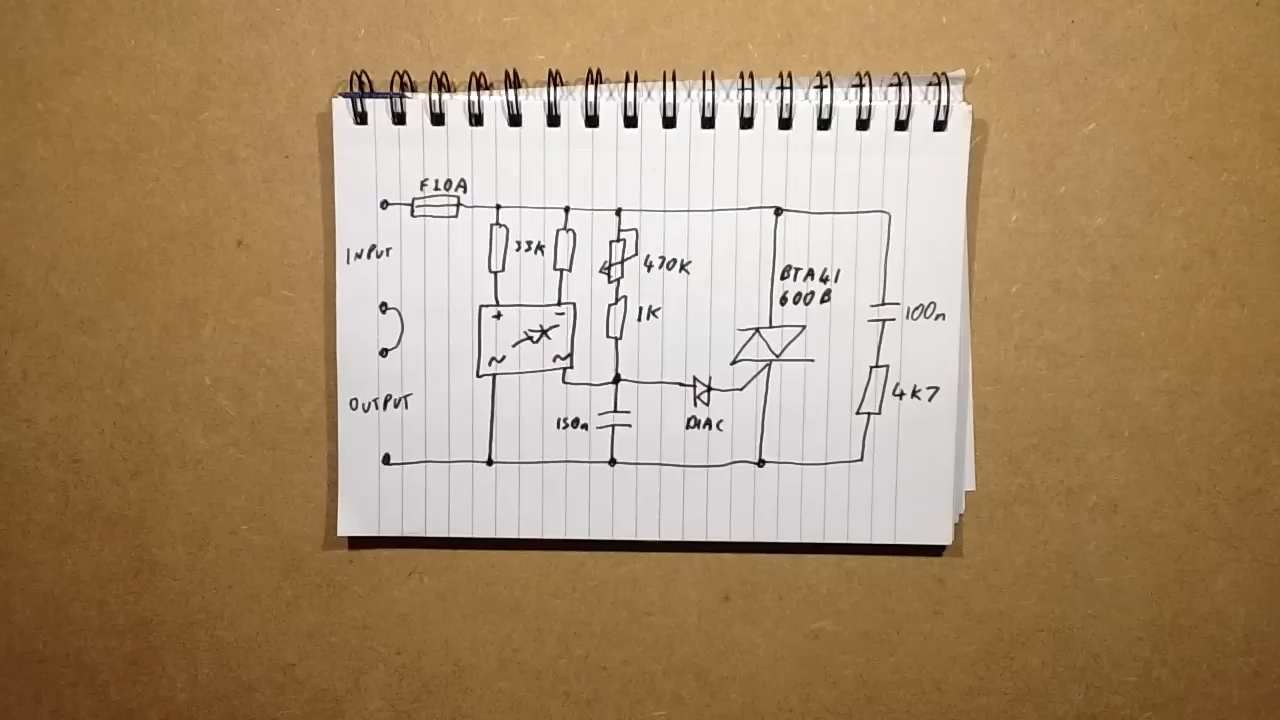 F10A
INPUT
33K
470K
BTA41
600B
1K
100n
+
-
~
~
4K7
OUTPUT
150n
DIAC